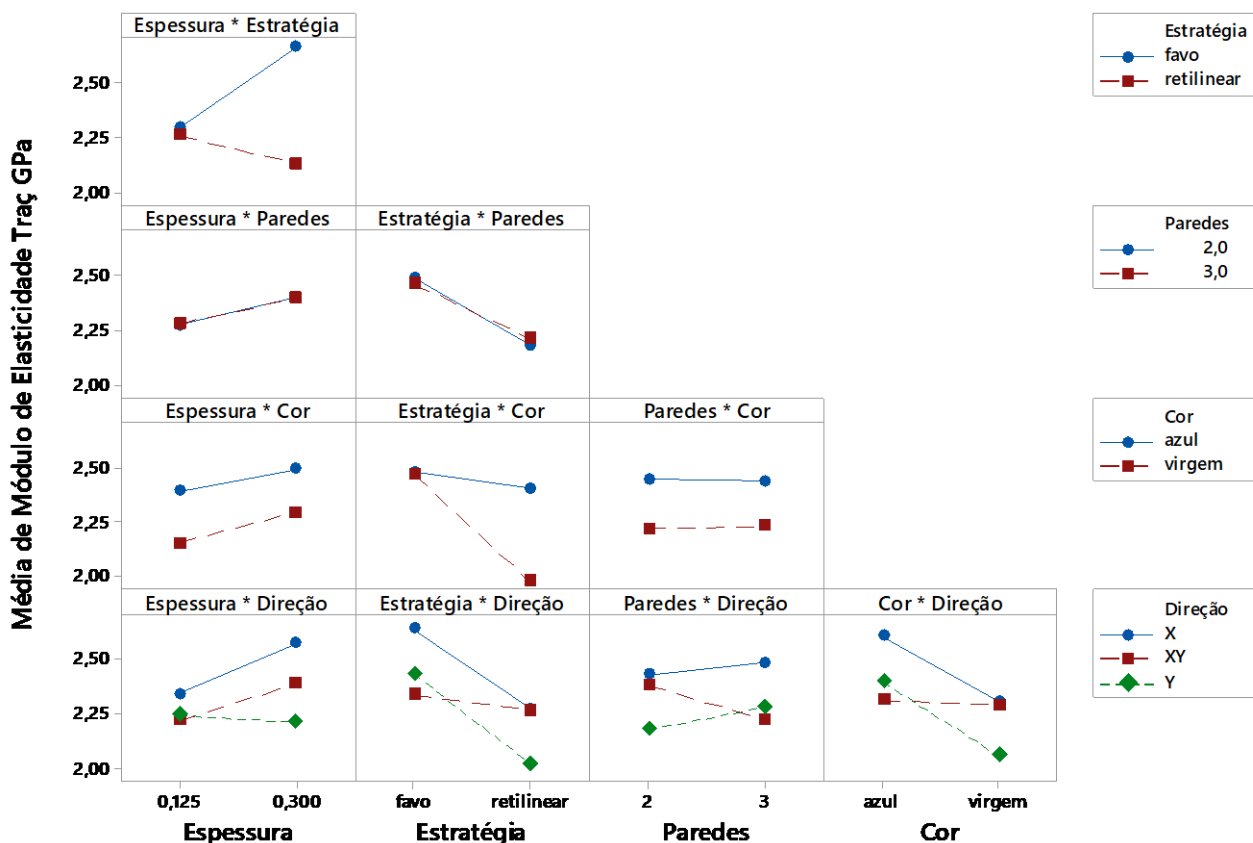 Espessura * Estratégia
2,50
2,25
2,00
Estratégia
favo
retilinear
Média de Módulo de Elasticidade Traç GPa
Espessura * Paredes
Estratégia * Paredes
2,50
2,25
2,00
Paredes
2,0
3,0
Espessura * Cor
Estratégia * Cor
Paredes * Cor
2,50
2,25
2,00
Cor
azul
virgem
Espessura * Direção
Estratégia * Direção
Paredes * Direção
Cor * Direção
2,50
2,25
2,00
Direção
X
XY
Y
0,125
0,300
favo
retilinear
2
3
azul
virgem
Espessura
Estratégia
Paredes
Cor